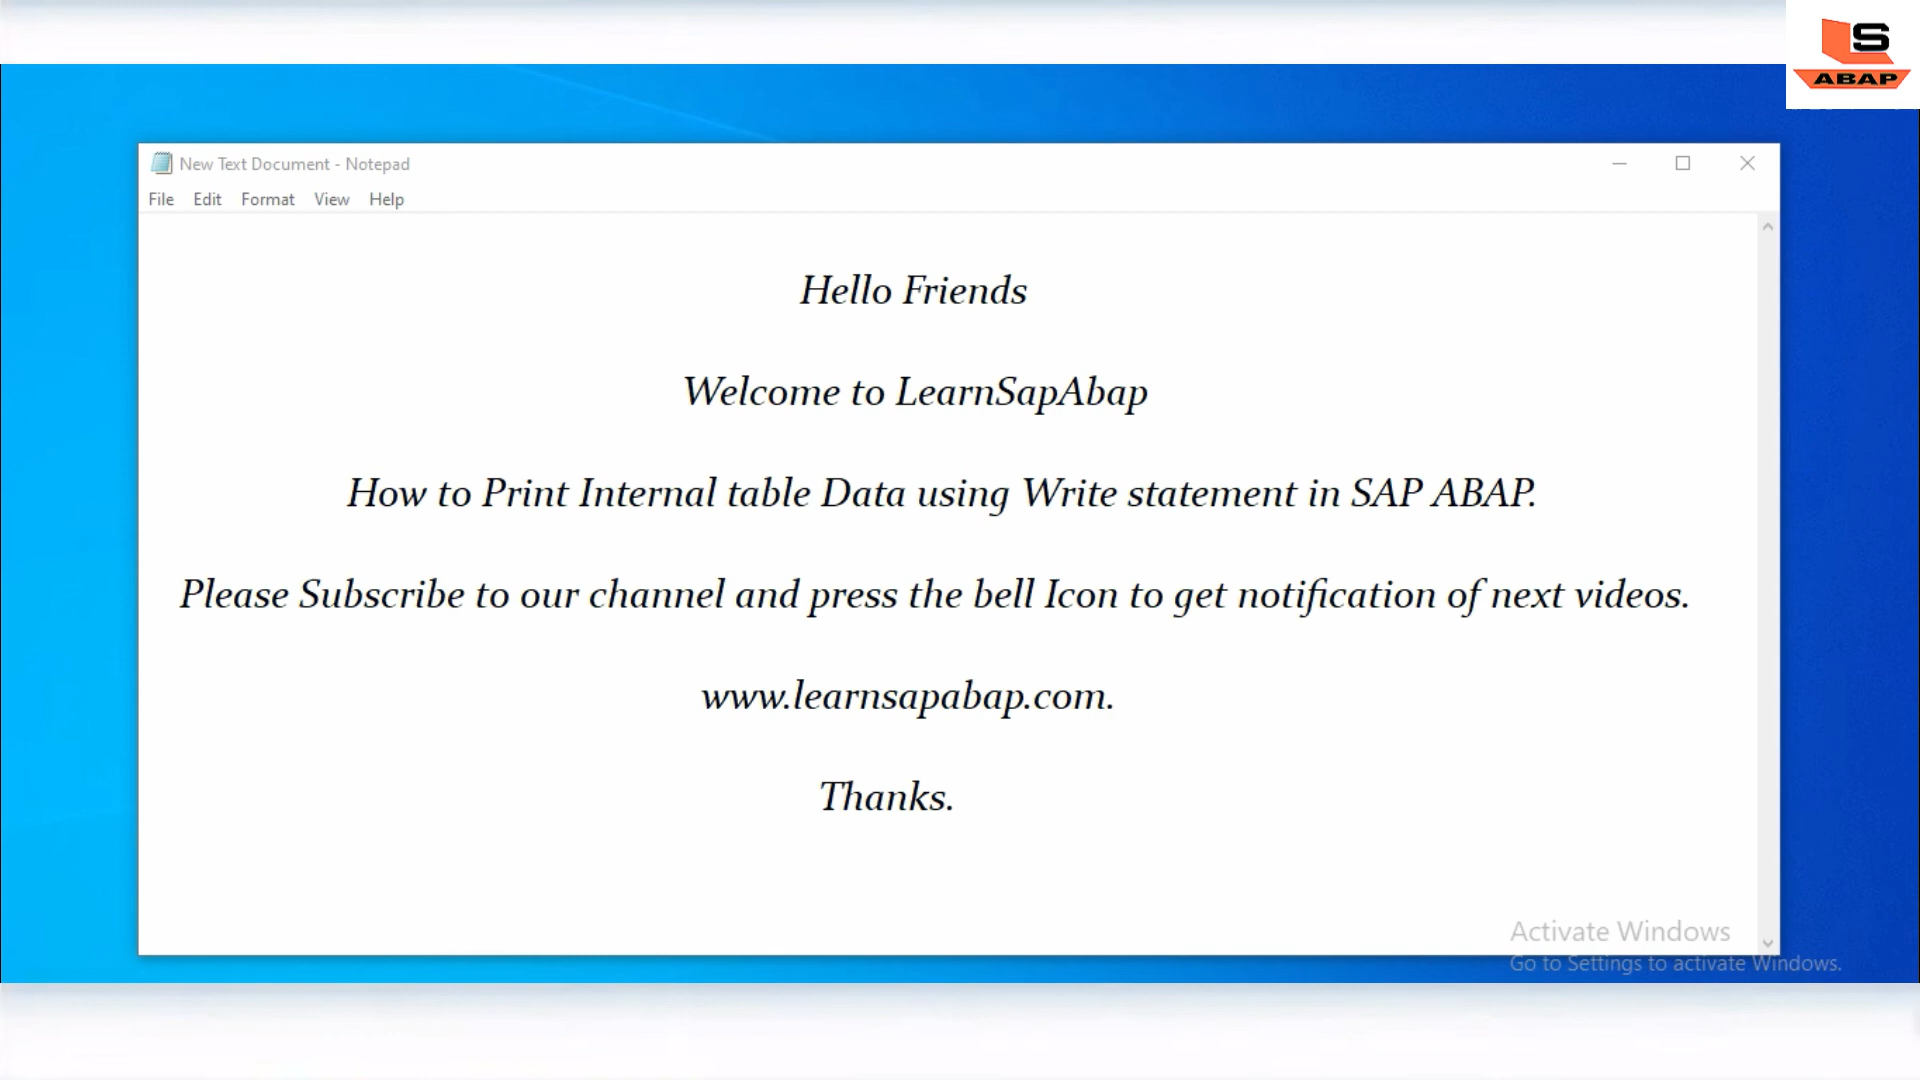 LS
ABAP
New Text Document - Notepad
File Edit Format View Help
Hello Friends
Welcome to LearnSapAbap
How to Print Internal table Data using Write statement in SAP ABAP.
Please Subscribe to our channel and press the bell Icon to get notification of next videos.
www.learnsapabap.com.
Thanks.
Activate Windows
Go to Settings to activate Windows.